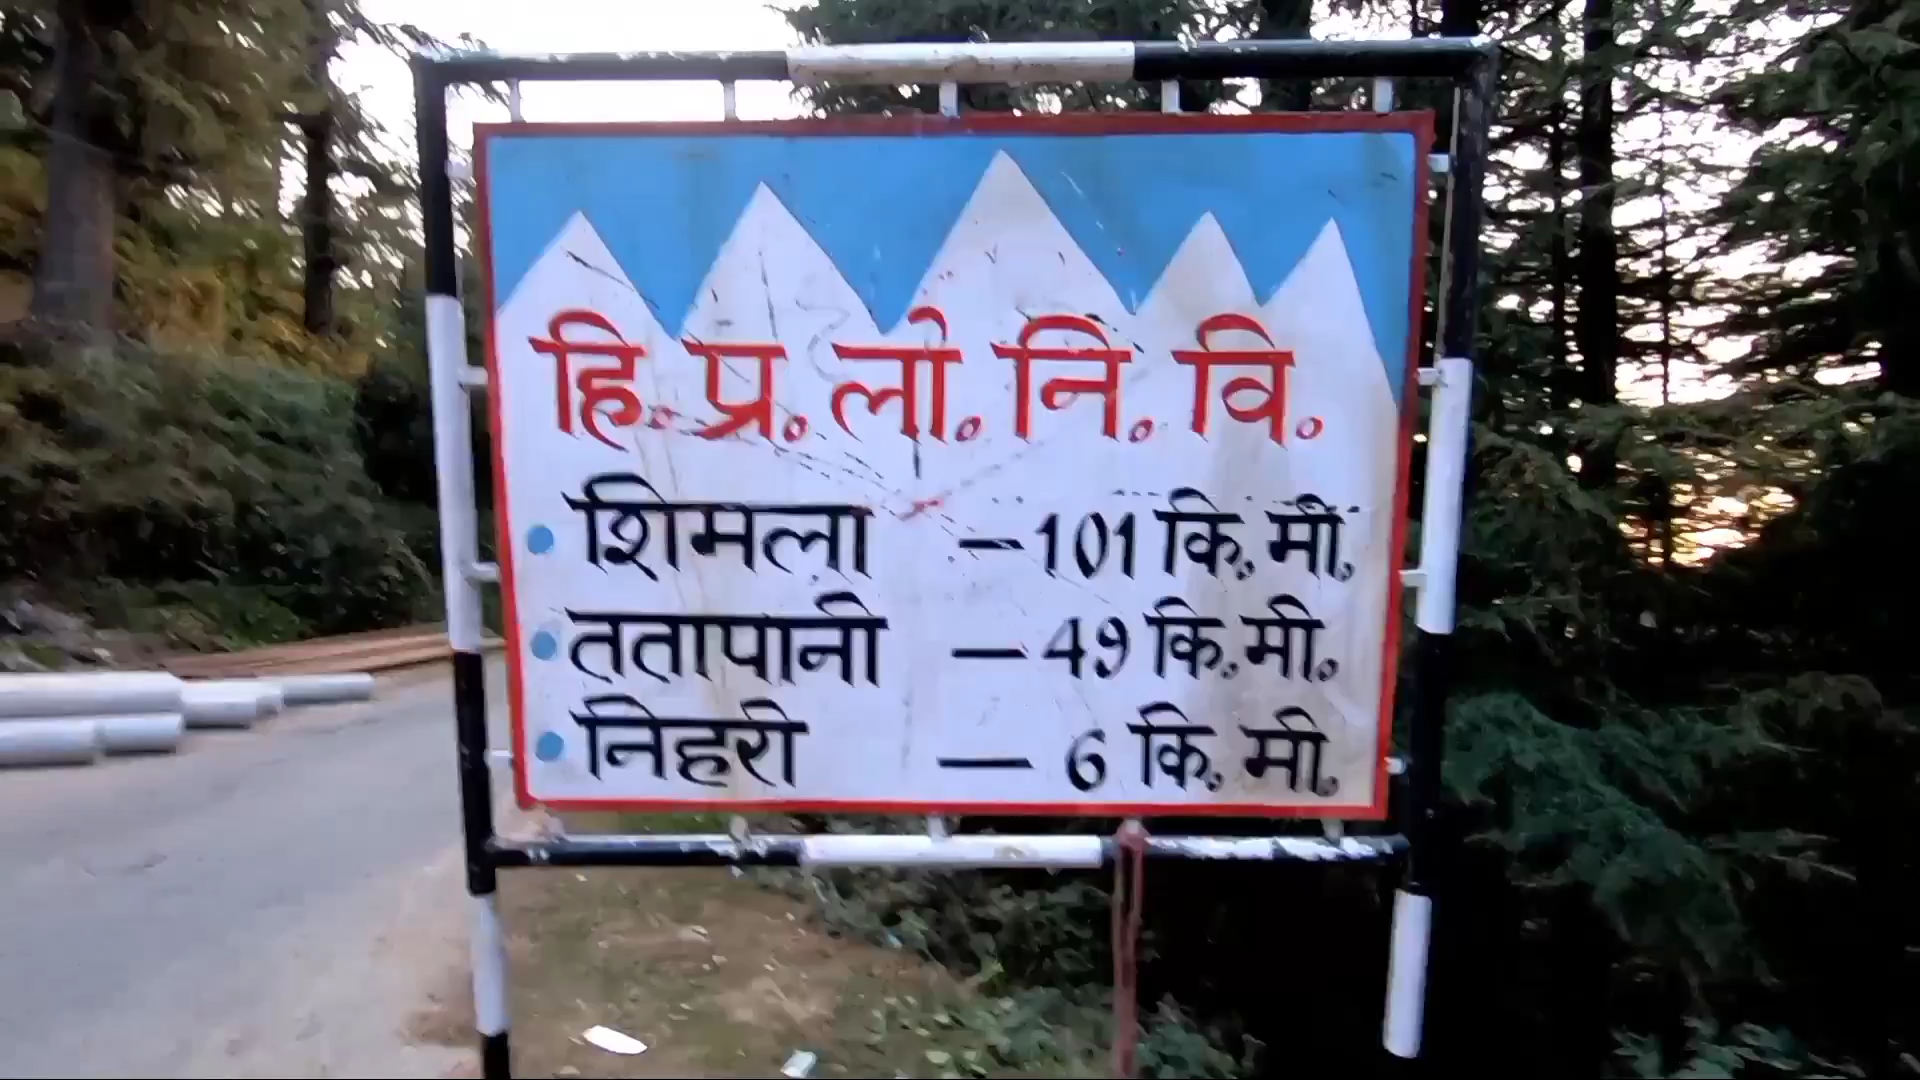 हि. प्र. लो. नि. वि.
शिमला — 101 कि. मी.
ततापानी — 49 कि. मी.
निहरी — 6 कि. मी.